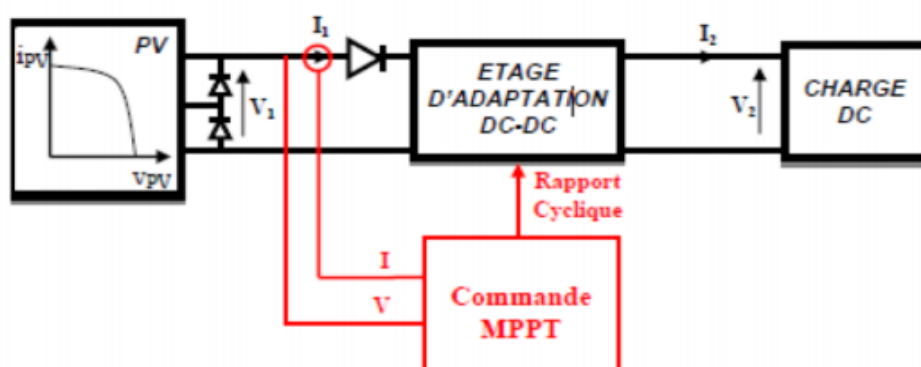 PV
iPV
vPV
V1
I1
ETAGE
D'ADAPTATION
DC-DC
I2
V2
CHARGE
DC
Rapport
Cyclique
I
V
Commande
MPPT